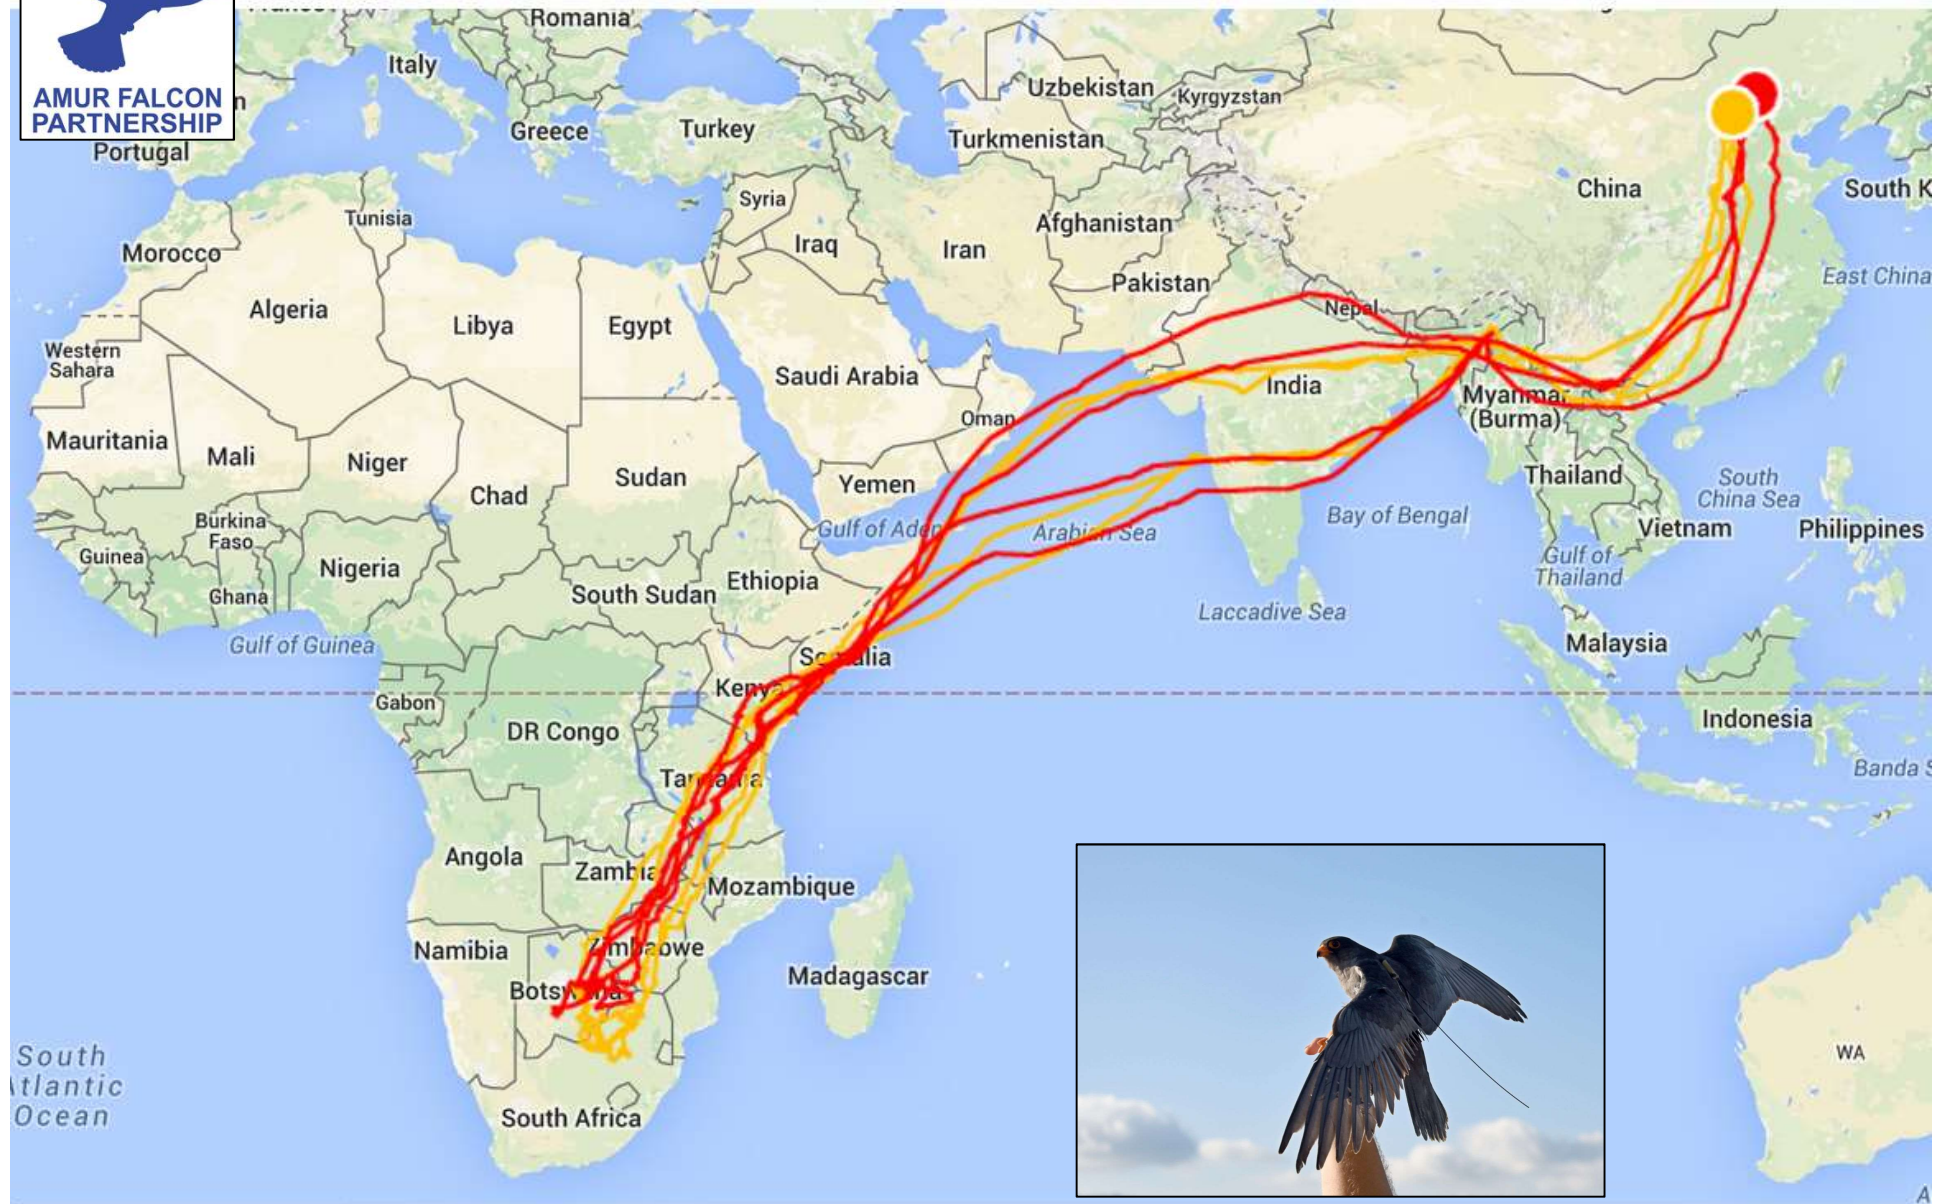 Romania
Italy
Uzbekistan
Kyrgyzstan
AMUR FALCON
PARTNERSHIP
Greece
Turkey
Turkmenistan
Portugal
China
South K
Syria
Tunisia
Afghanistan
Morocco
Iraq
Iran
Pakistan
East China
Algeria
Libya
Egypt
Nepal
Western
Sahara
Saudi Arabia
India
Myanmar
(Burma)
Oman
Mauritania
Mali
Niger
Sudan
Yemen
Thailand
South
China Sea
Chad
Burkina
Faso
Gulf of Aden
Arabian Sea
Bay of Bengal
Vietnam
Philippines
Guinea
Nigeria
Ethiopia
Gulf of
Thailand
Ghana
South Sudan
Laccadive Sea
Gulf of Guinea
Somalia
Malaysia
Kenya
Gabon
DR Congo
Indonesia
Tanzania
Banda S
Angola
Zambia
Mozambique
Namibia
Zimbabwe
Madagascar
Botswana
South
Atlantic
Ocean
WA
South Africa